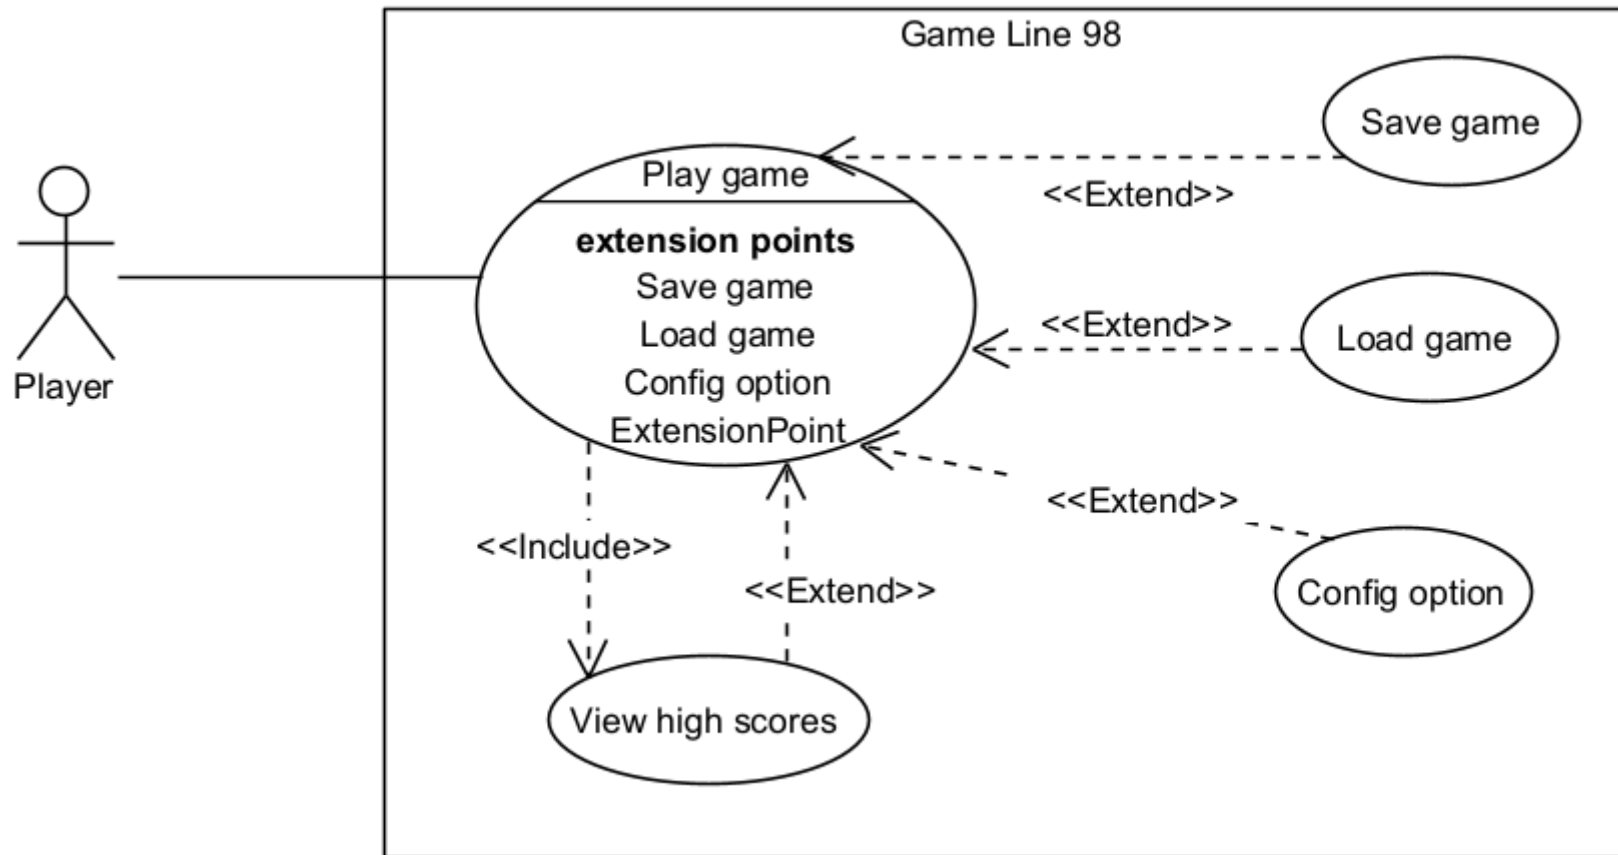 Game Line 98
Save game
Play game
<<Extend>>
extension points
Save game
Load game
Config option
ExtensionPoint
<<Extend>>
Load game
Player
<<Extend>>
<<Include>>
<<Extend>>
Config option
View high scores